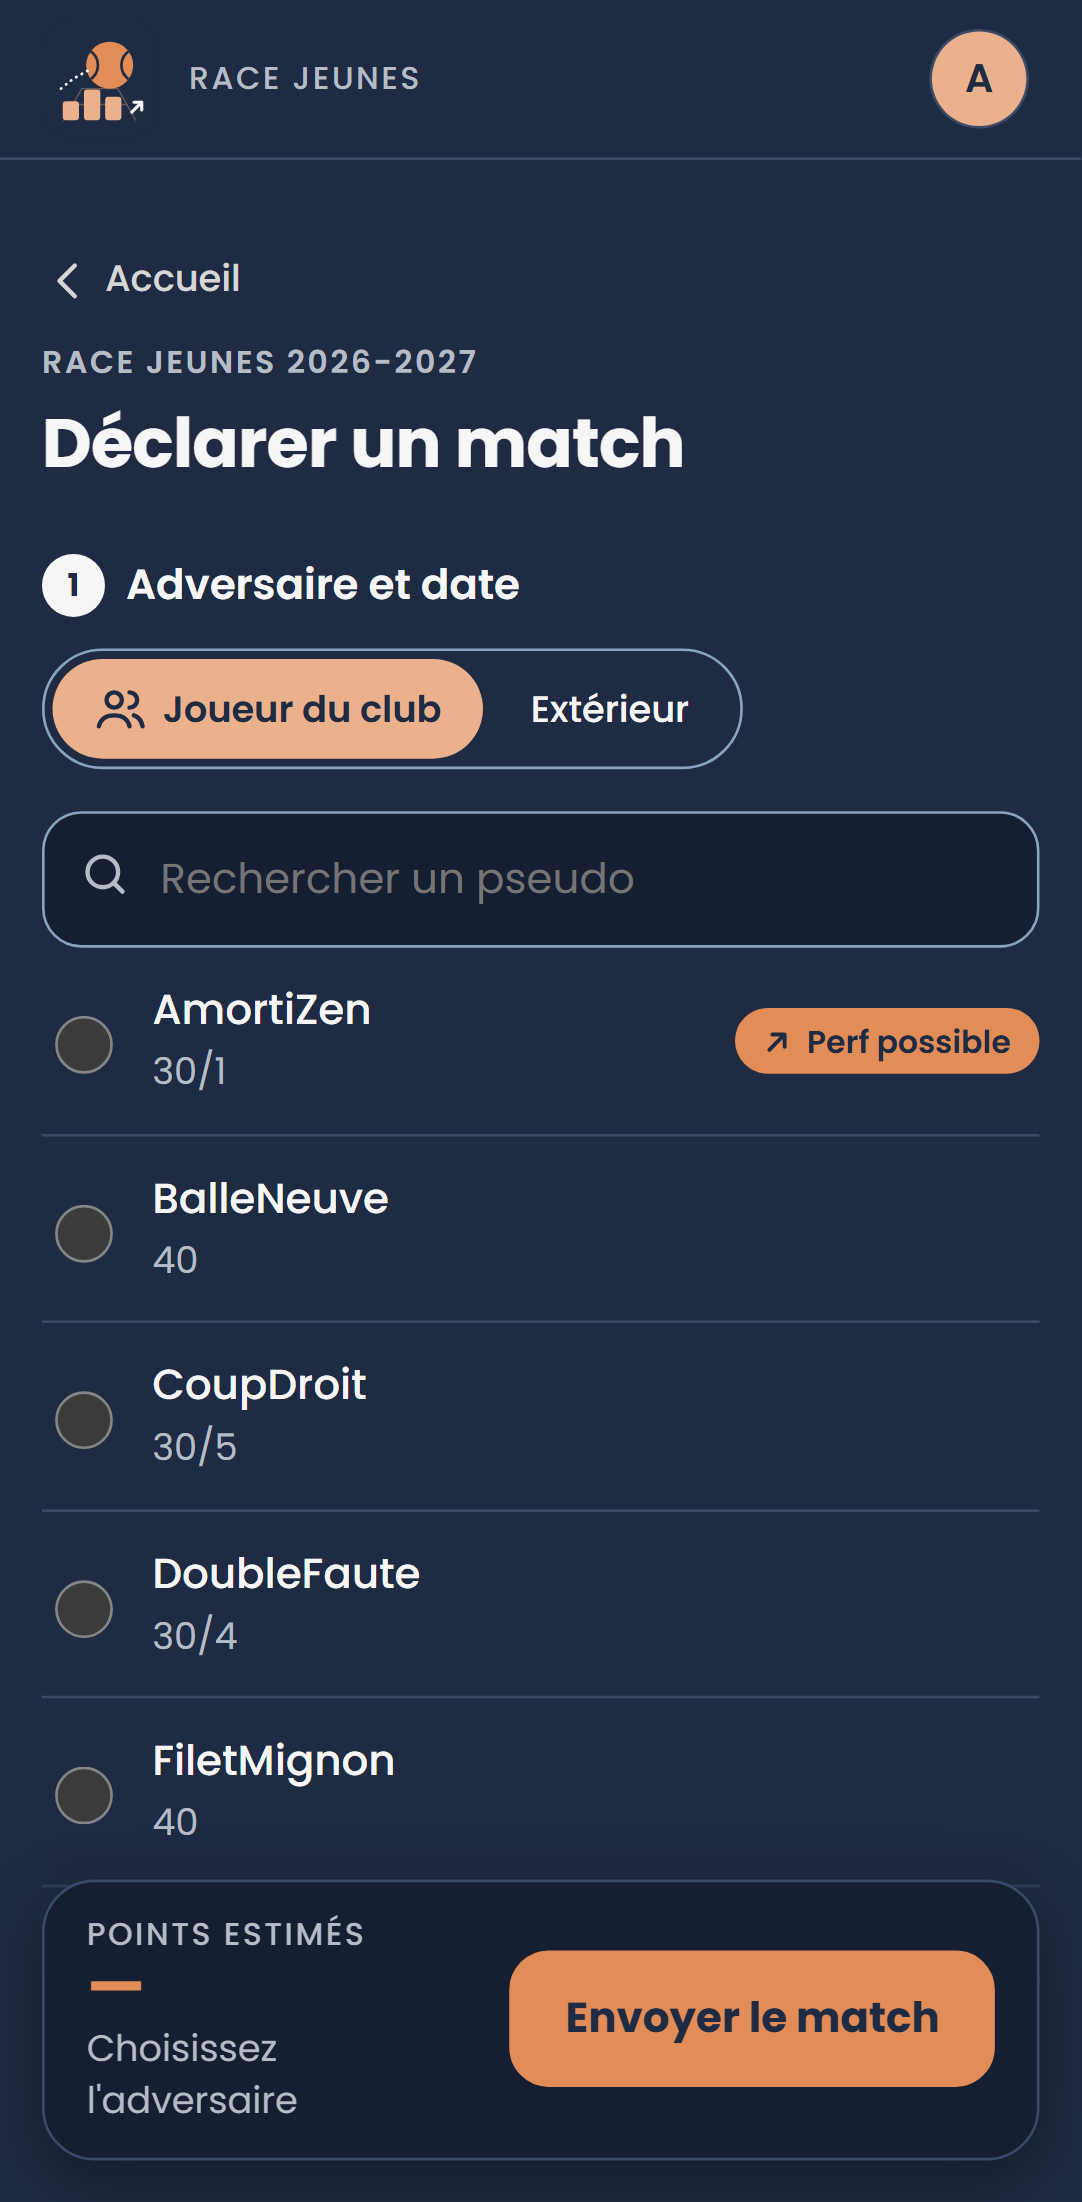 RACE JEUNES
A
Accueil
RACE JEUNES 2026-2027
Déclarer un match
1 Adversaire et date
Joueur du club
Extérieur
Rechercher un pseudo
AmortiZen
30/1
Perf possible
BalleNeuve
40
CoupDroit
30/5
DoubleFaute
30/4
FiletMignon
40
POINTS ESTIMÉS
Choisissez
l'adversaire
Envoyer le match